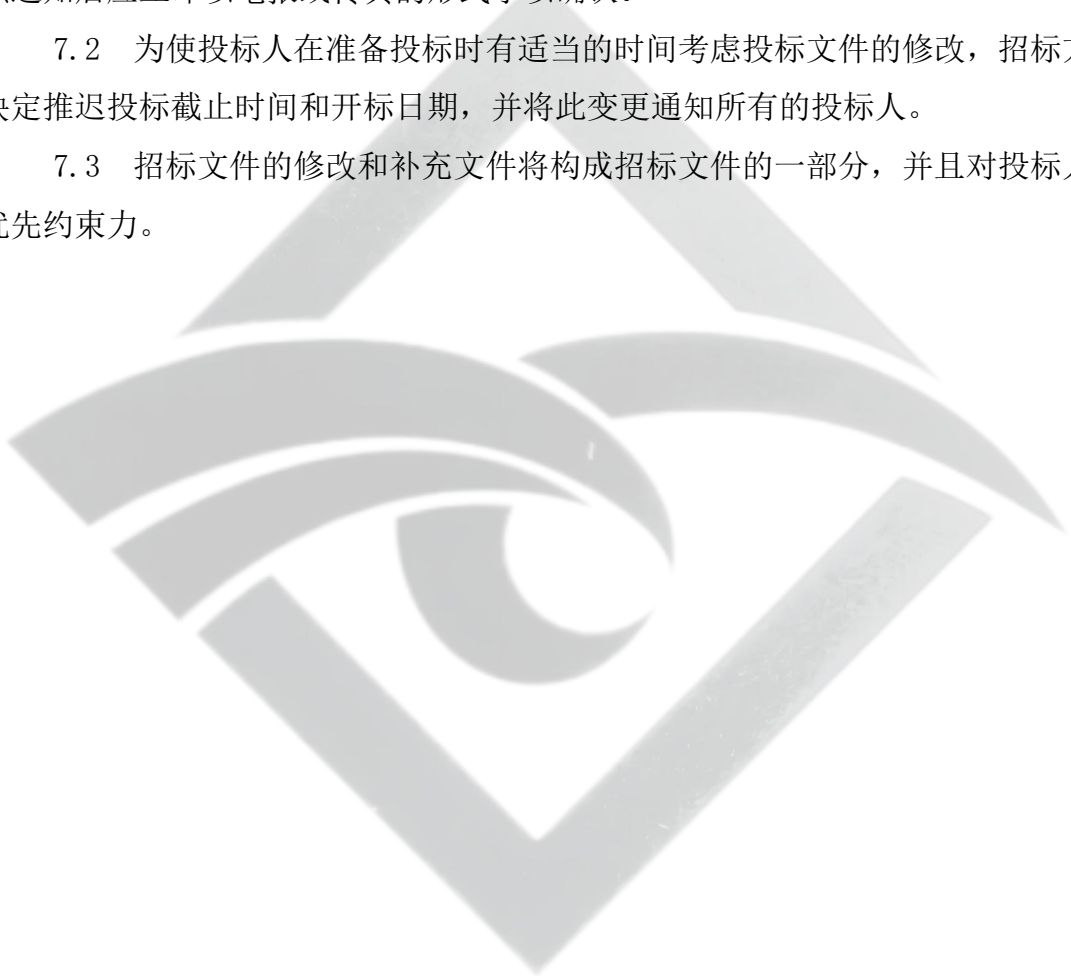 7.2 为使投标人在准备投标时有适当的时间考虑投标文件的修改，招标
定推迟投标截止时间和开标日期，并将此变更通知所有的投标人。
7.3 招标文件的修改和补充文件将构成招标文件的一部分，并且对投标
先约束力。